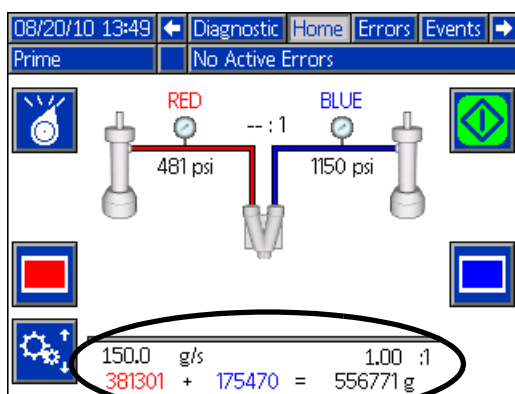 08/20/10 13:49 Diagnostic Home Errors Events
Prime No Active Errors
RED BLUE
-- : 1
481 psi 1150 psi
150.0 g/s 1.00 :1
381301 + 175470 = 556771 g